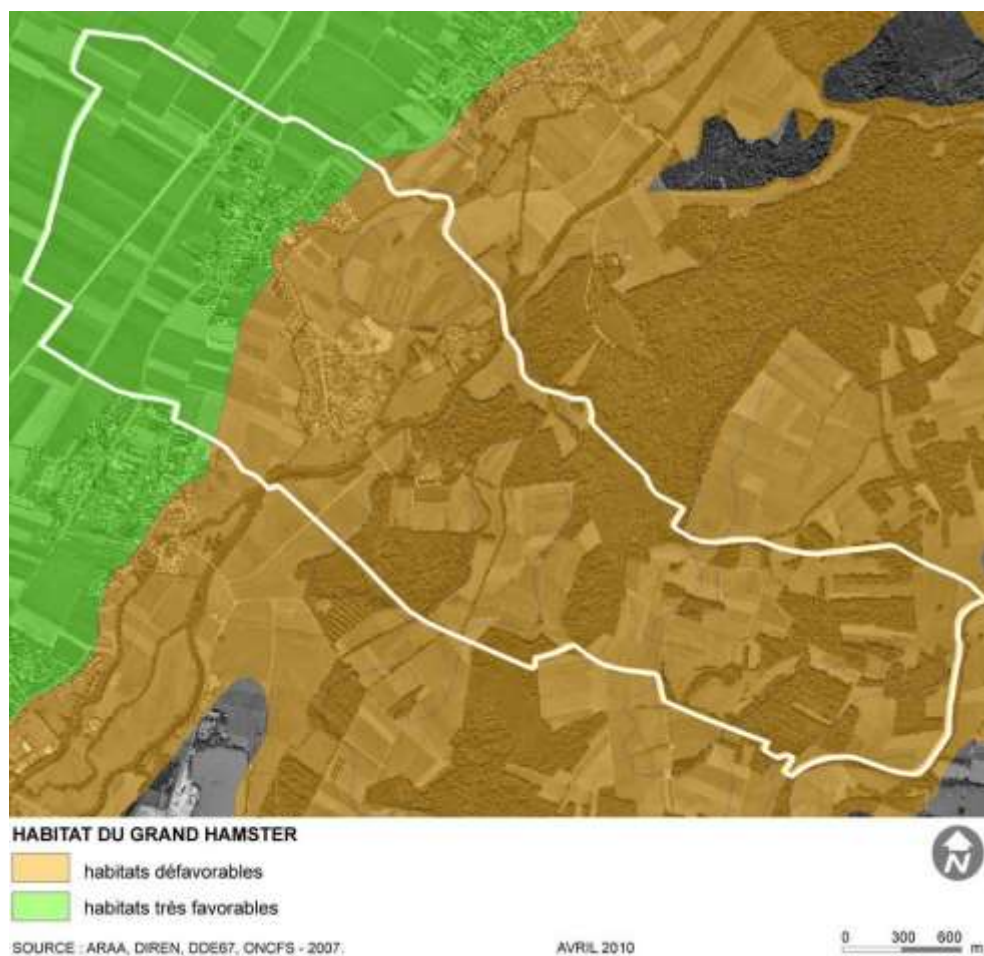 HABITAT DU GRAND HAMSTER
habitats défavorables
habitats très favorables
N
SOURCE : ARAA, DIREN, DDE67, ONCFS - 2007.
AVRIL 2010
0 300 600 m